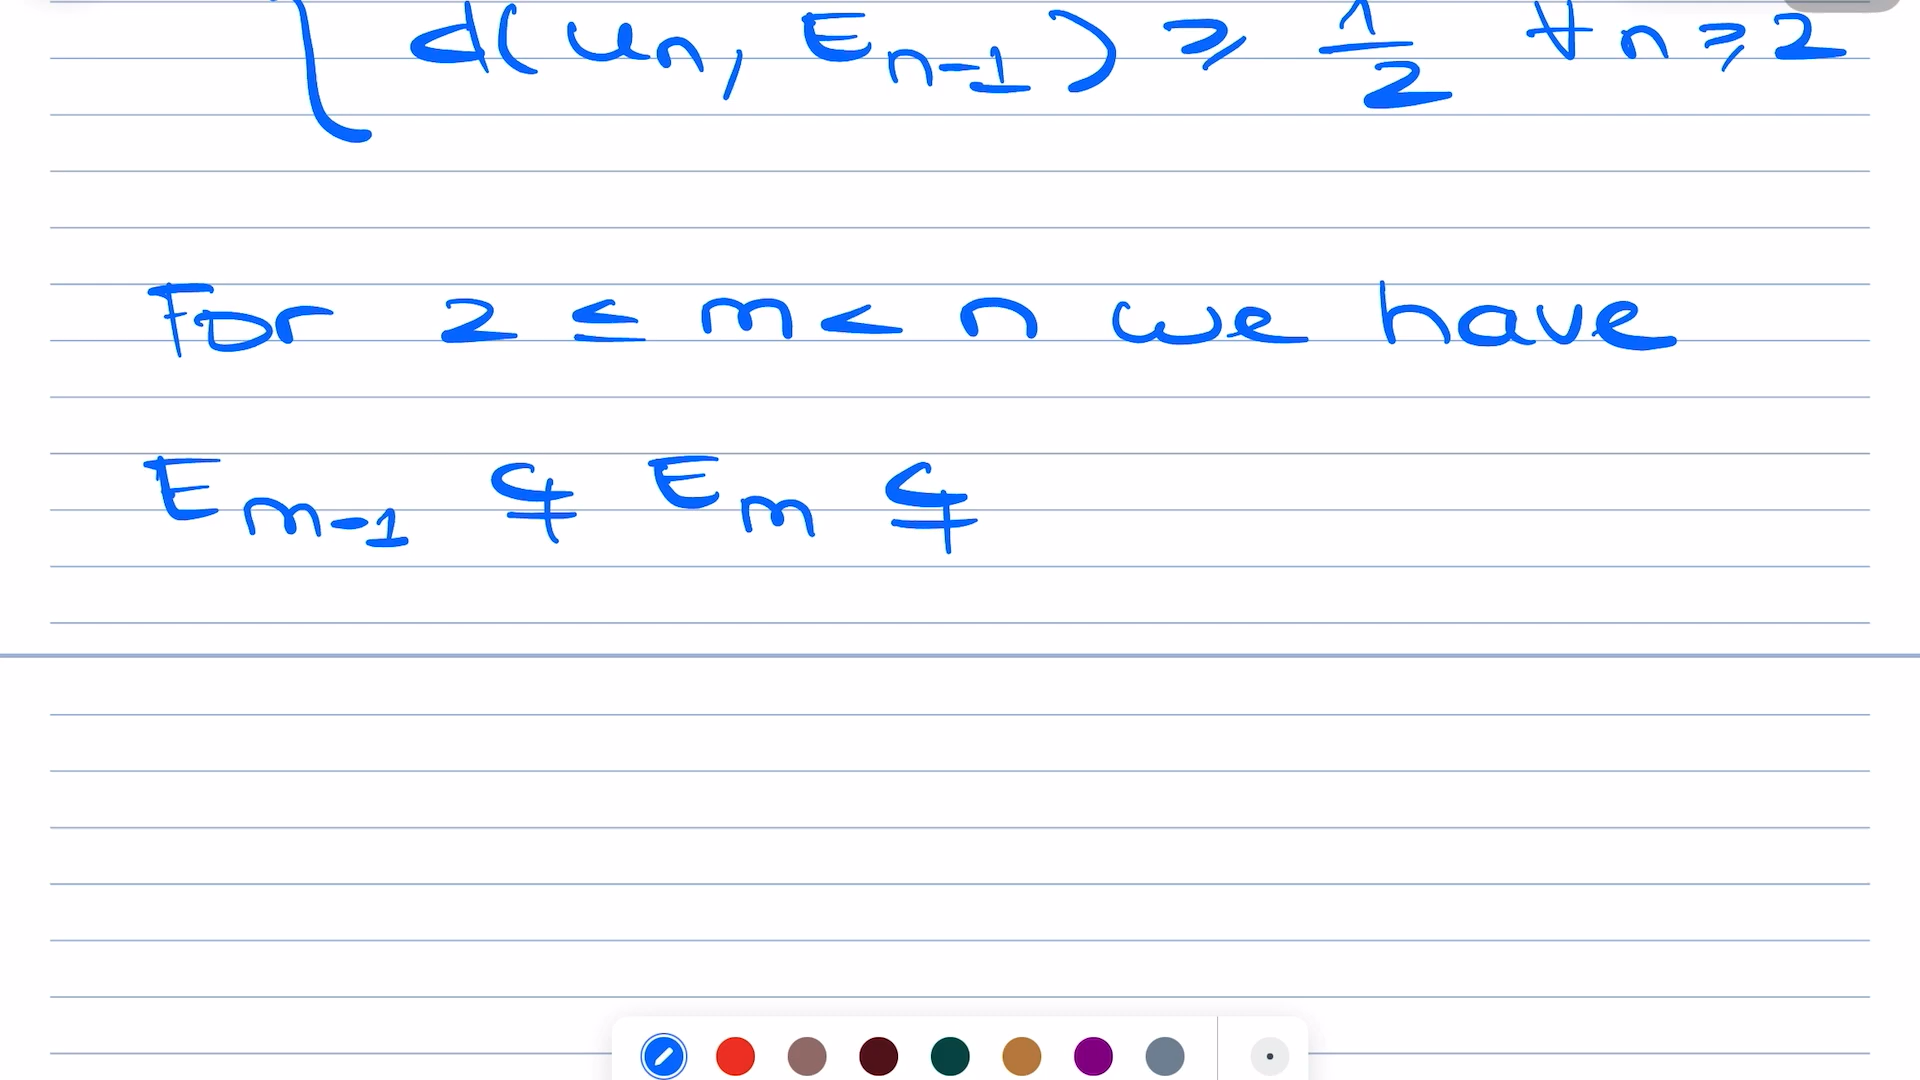 { d(uₙ, Eₙ₋₁) ⩾ 1/2 ∀ n ⩾ 2
For 2 ≤ m < n we have
Eₘ₋₁ ⊊ Eₘ ⊊